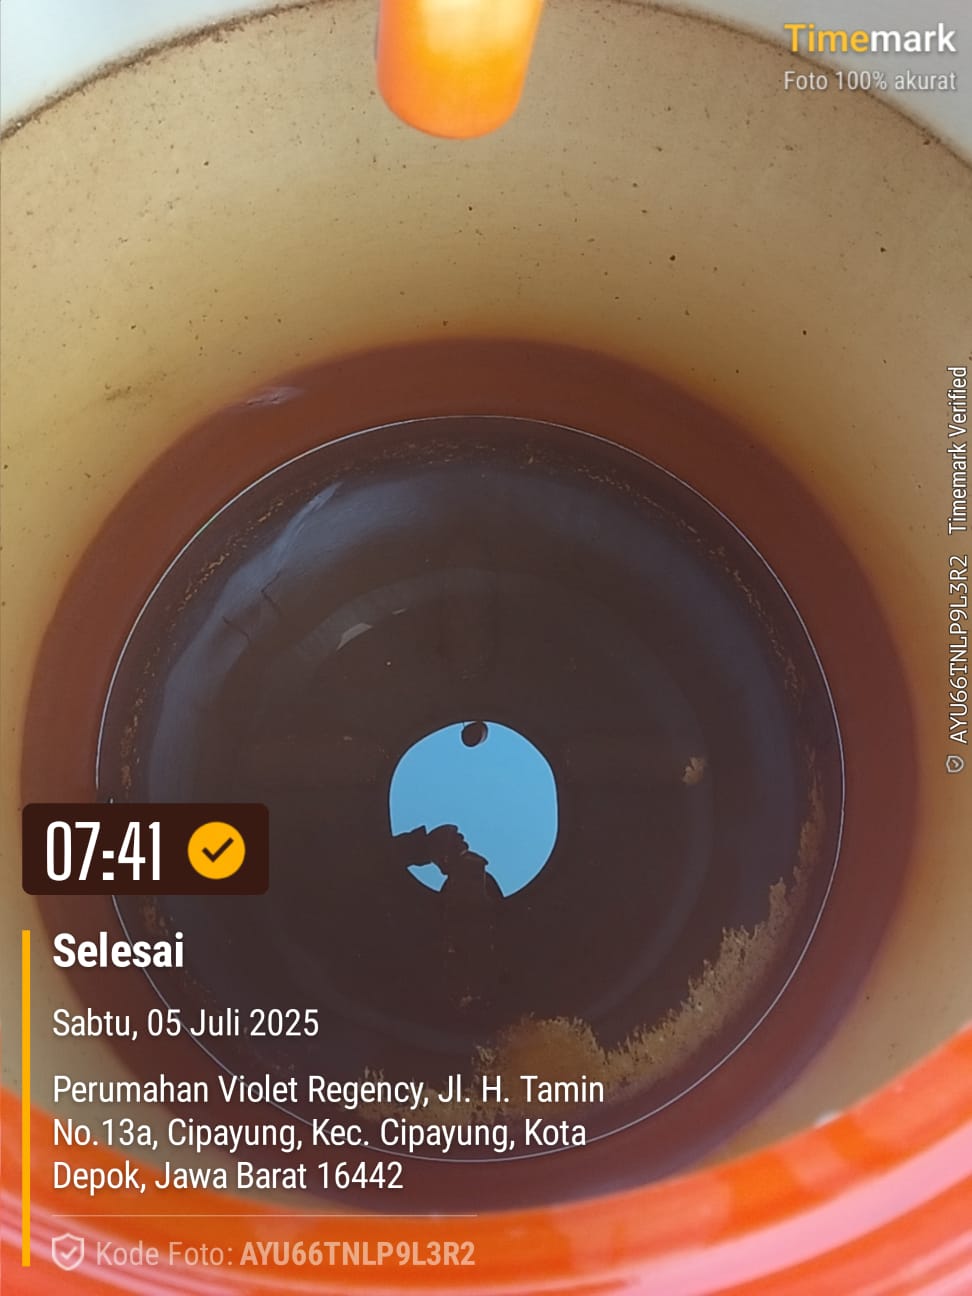 Timemark
Foto 100% akurat
07:41
Selesai
Sabtu, 05 Juli 2025
Perumahan Violet Regency, Jl. H. Tamin
No.13a, Cipayung, Kec. Cipayung, Kota
Depok, Jawa Barat 16442
Kode Foto: AYU66TNLP9L3R2
AYU66TNLP9L3R2 Timemark Verified